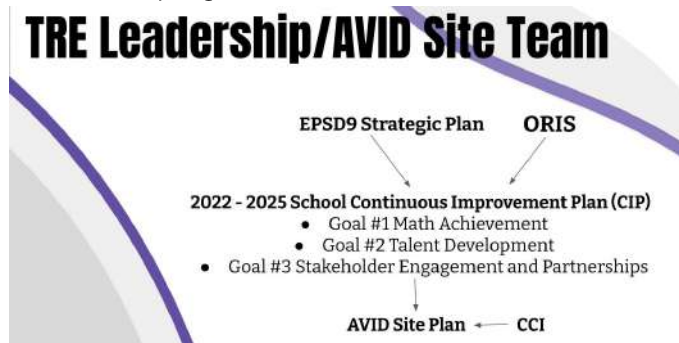 TRE Leadership/AVID Site Team
EPSD9 Strategic Plan ORIS
2022 - 2025 School Continuous Improvement Plan (CIP)
● Goal #1 Math Achievement
● Goal #2 Talent Development
● Goal #3 Stakeholder Engagement and Partnerships
AVID Site Plan CCI